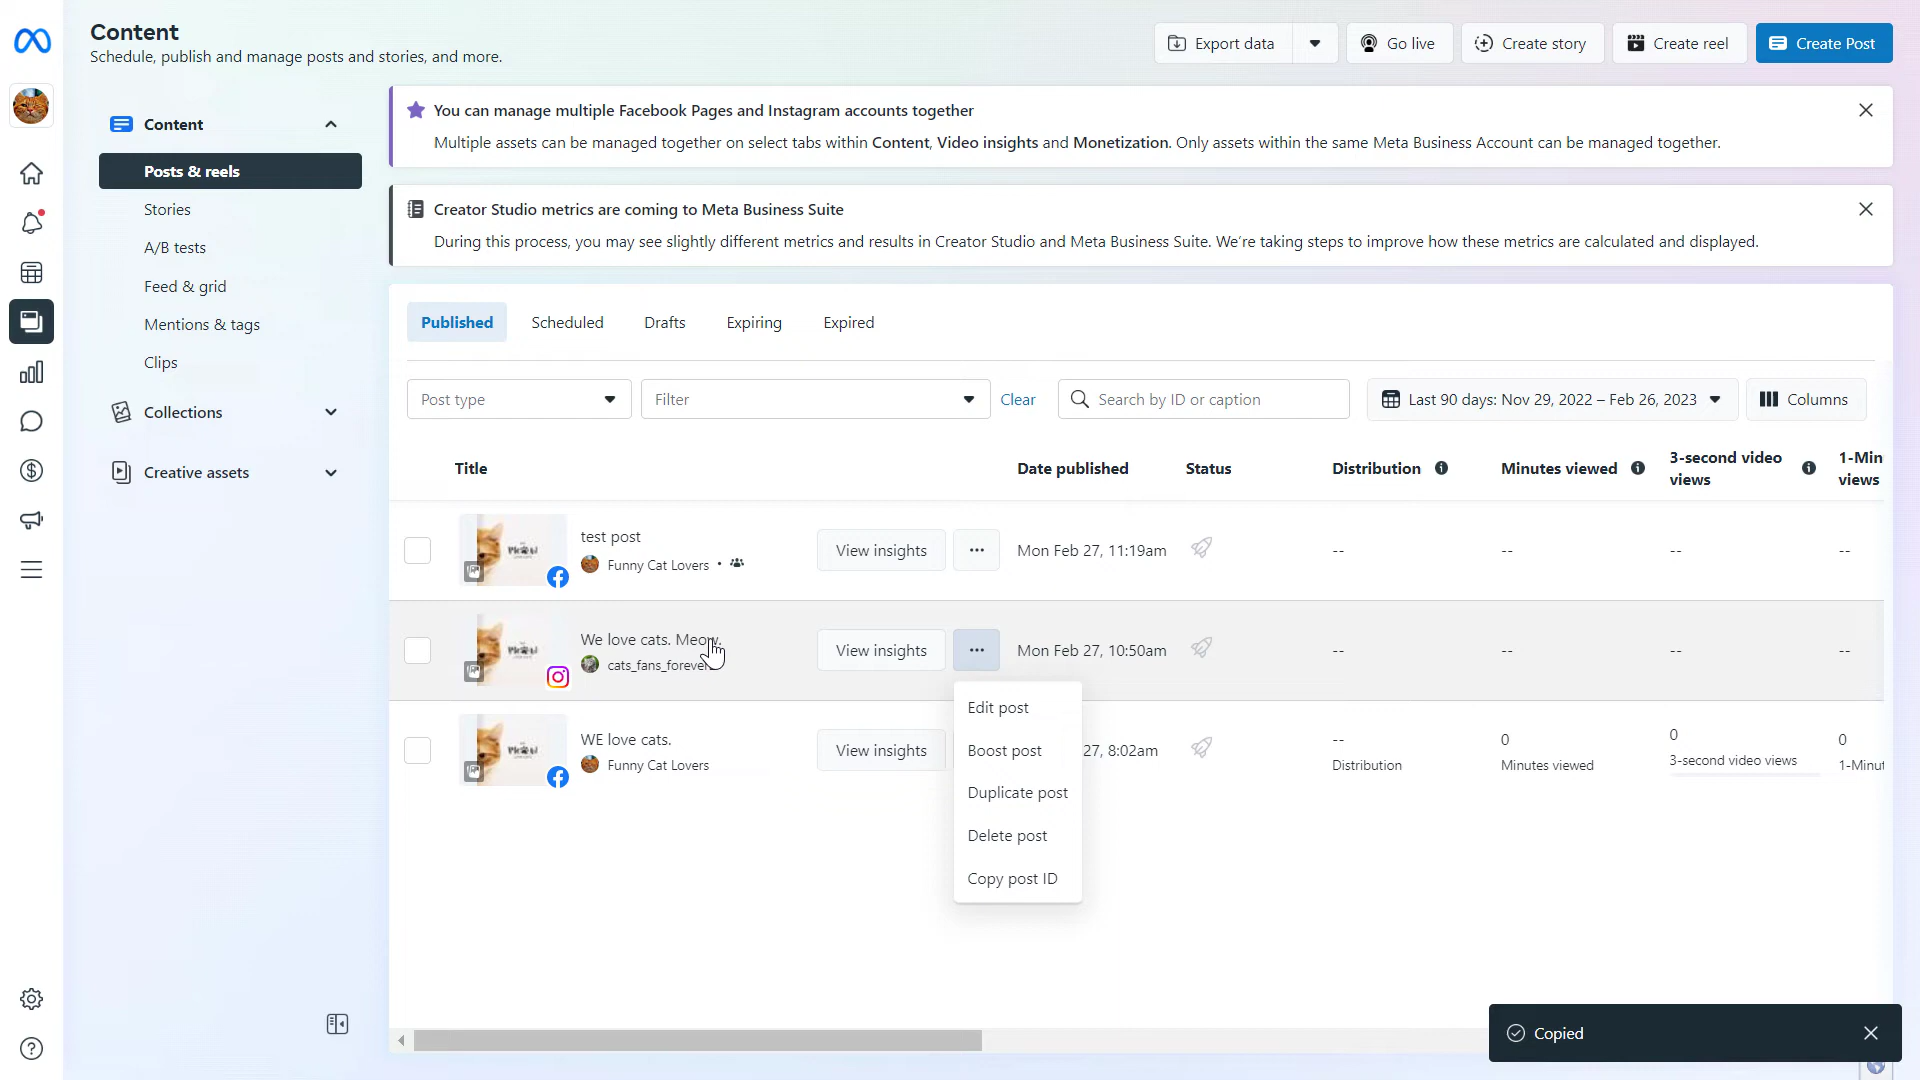 Content
Schedule, publish and manage posts and stories, and more.
Export data
Go live
Create story
Create reel
Create Post
Content
Posts & reels
Stories
A/B tests
Feed & grid
Mentions & tags
Clips
Collections
Creative assets
You can manage multiple Facebook Pages and Instagram accounts together
Multiple assets can be managed together on select tabs within Content, Video insights and Monetization. Only assets within the same Meta Business Account can be managed together.
Creator Studio metrics are coming to Meta Business Suite
During this process, you may see slightly different metrics and results in Creator Studio and Meta Business Suite. We're taking steps to improve how these metrics are calculated and displayed.
Published Scheduled Drafts Expiring Expired
Post type Filter Clear Search by ID or caption Last 90 days: Nov 29, 2022 – Feb 26, 2023 Columns
Title Date published Status Distribution Minutes viewed 3-second video views 1-Min views
test post
Funny Cat Lovers •
View insights ... Mon Feb 27, 11:19am -- -- -- --
We love cats. Meow.
cats_fans_forever
View insights ... Mon Feb 27, 10:50am -- -- -- --
WE love cats.
Funny Cat Lovers
View insights 27, 8:02am -- 0 0 0
Distribution Minutes viewed 3-second video views 1-Minut
Edit post
Boost post
Duplicate post
Delete post
Copy post ID
Copied